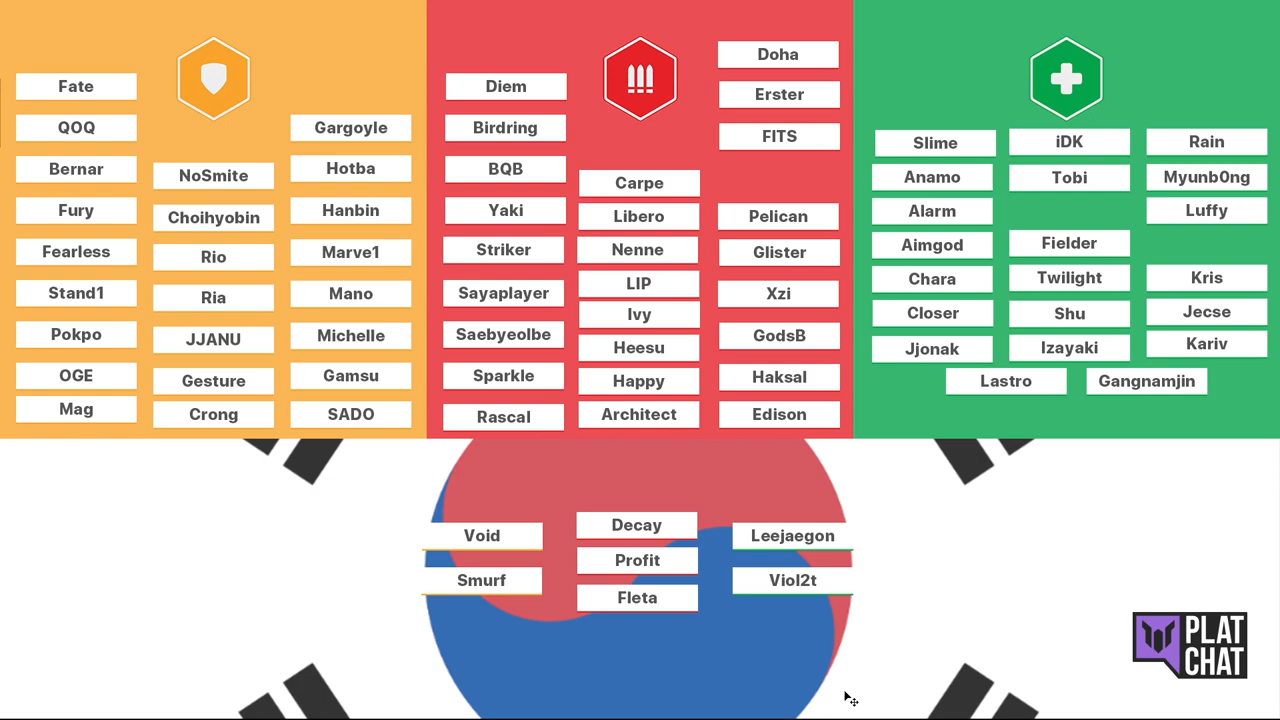 Fate
QOQ
Bernar
Fury
Fearless
Stand1
Pokpo
OGE
Mag
NoSmite
Choihyobin
Rio
Ria
JJANU
Gesture
Crong
Gargoyle
Hotba
Hanbin
Marve1
Mano
Michelle
Gamsu
SADO
Diem
Birdring
BQB
Yaki
Striker
Sayaplayer
Saebyeolbe
Sparkle
Rascal
Carpe
Libero
Nenne
LIP
Ivy
Heesu
Happy
Architect
Doha
Erster
FITS
Pelican
Glister
Xzi
GodsB
Haksal
Edison
Slime
Anamo
Alarm
Aimgod
Chara
Closer
Jjonak
iDK
Tobi
Fielder
Twilight
Shu
Izayaki
Rain
Myunb0ng
Luffy
Kris
Jecse
Kariv
Lastro
Gangnamjin
Void
Smurf
Decay
Profit
Fleta
Leejaegon
Viol2t
PLAT
CHAT